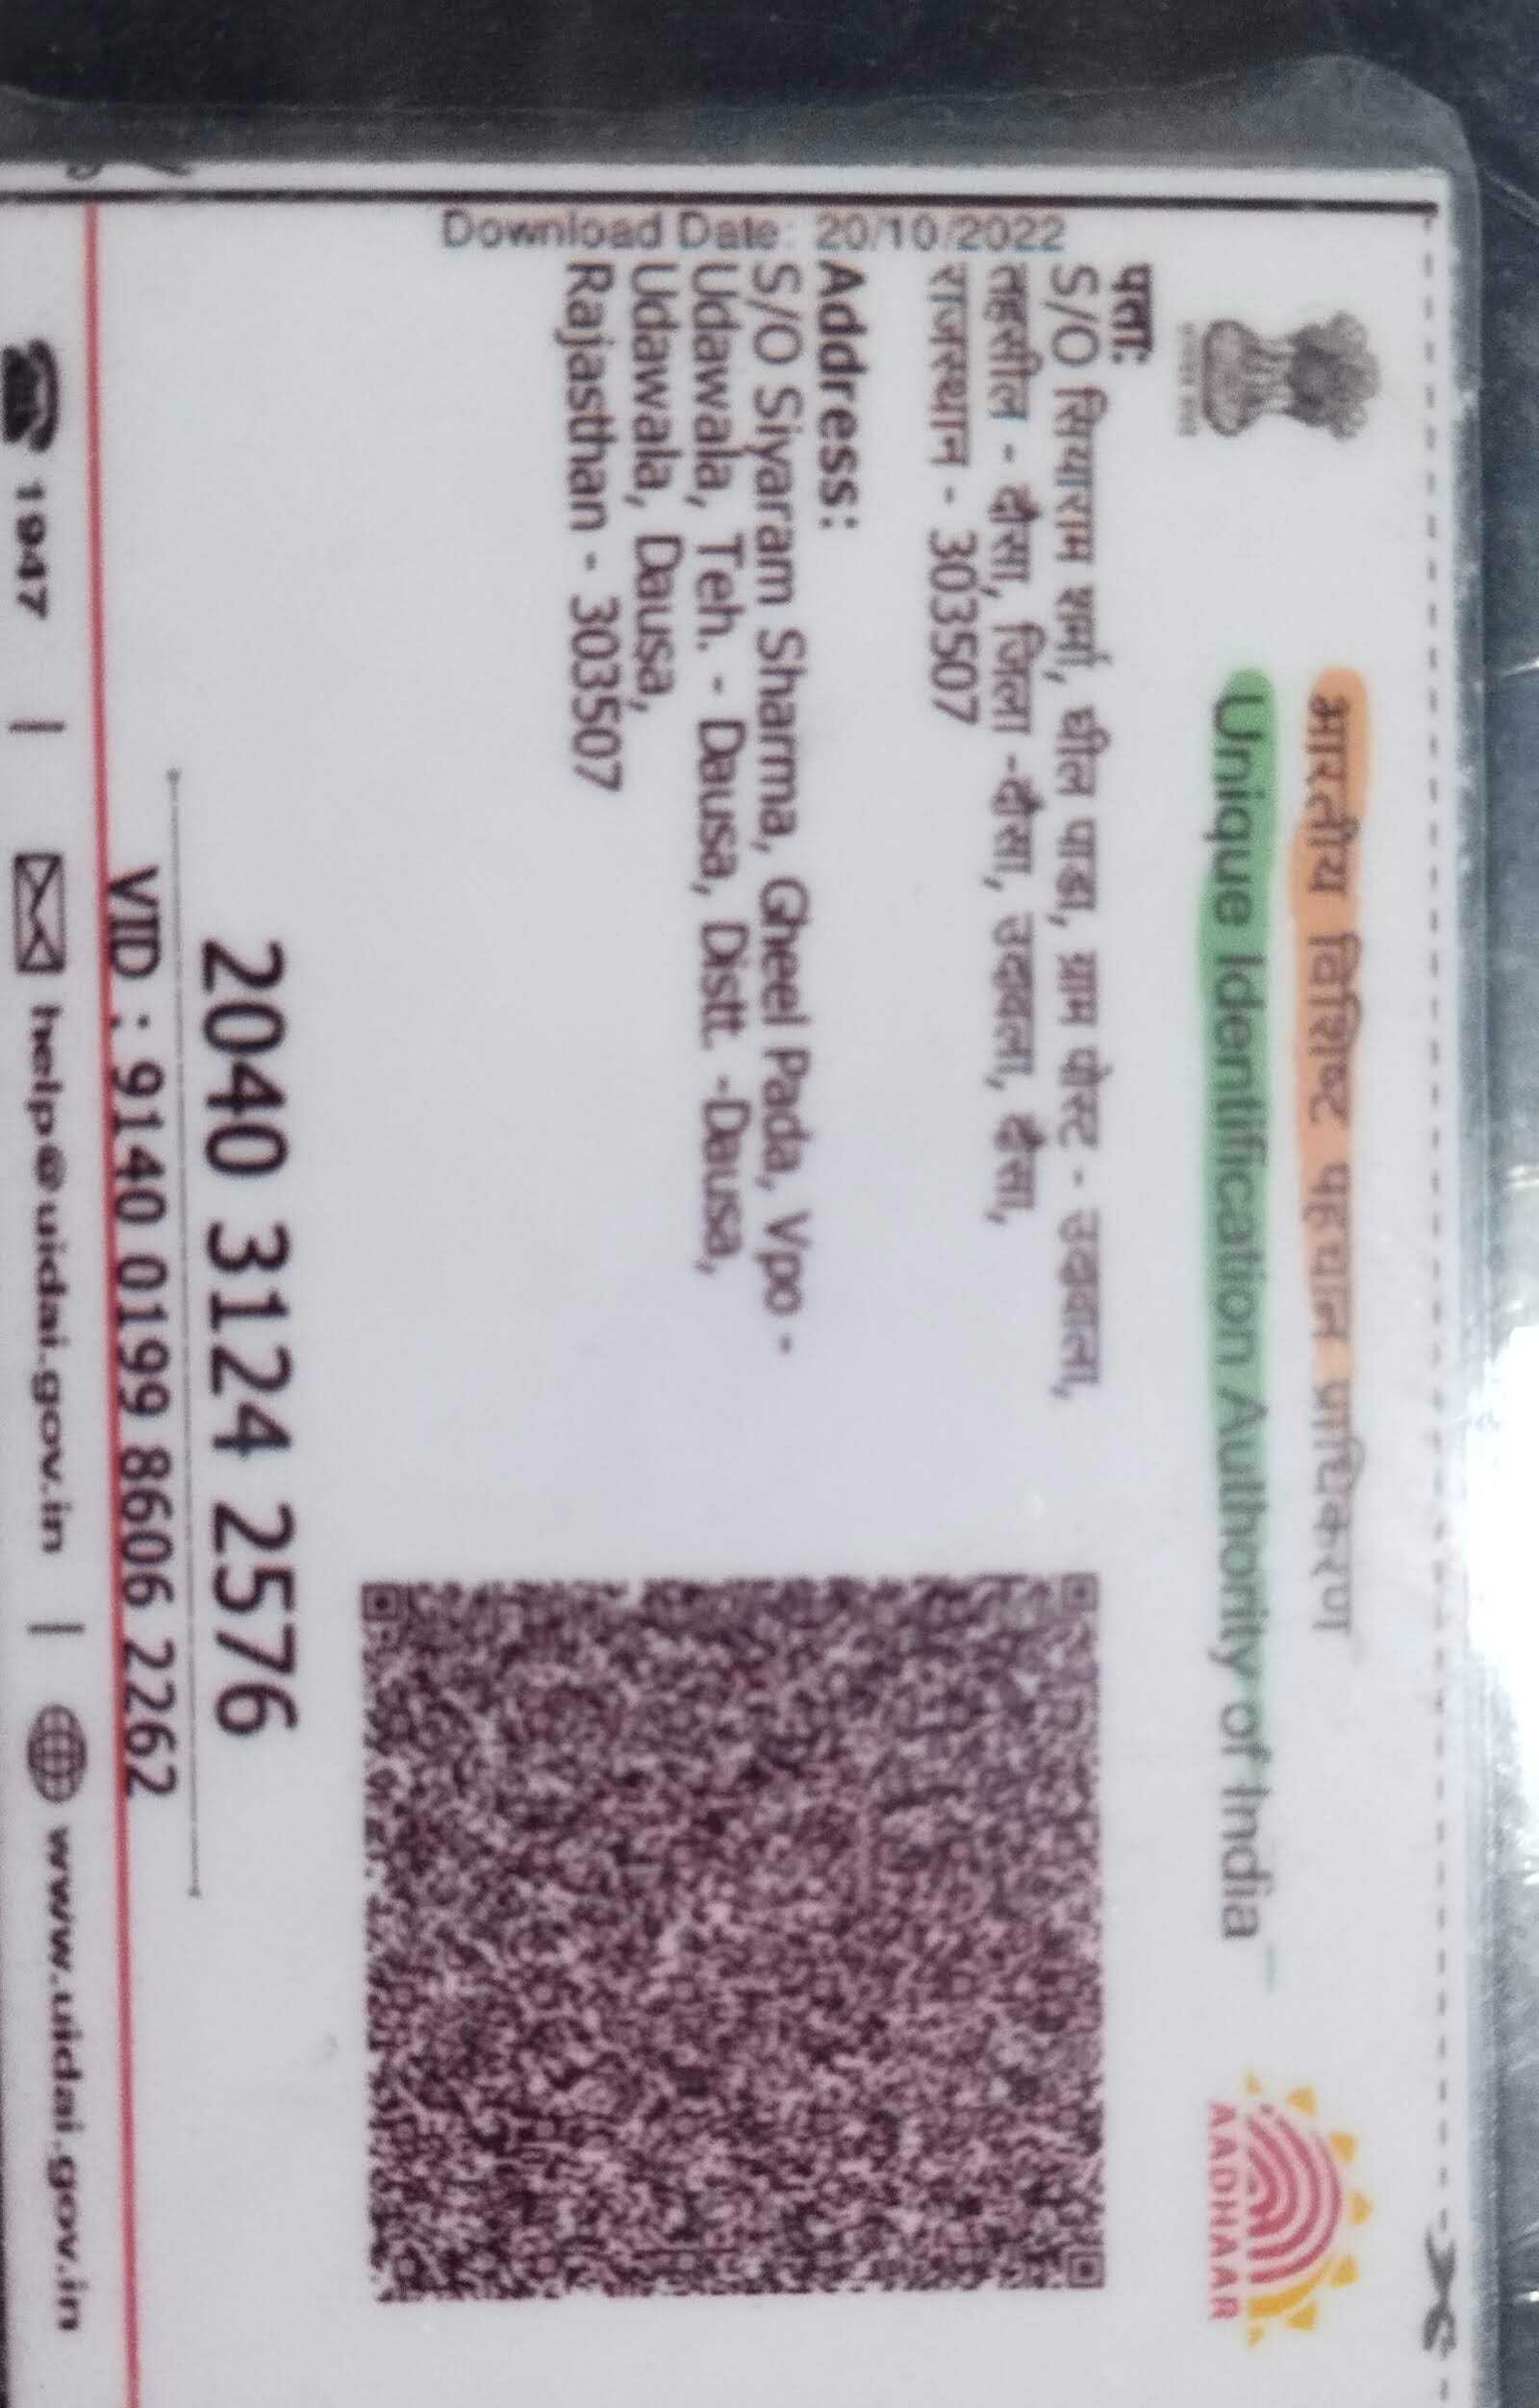 भारतीय विशिष्ट पहचान प्राधिकरण
Unique Identification Authority of India
AADHAAR
Download Date: 20/10/2022
पता:
S/O सियाराम शर्मा, घील पाडा, ग्राम पोस्ट - उदावाला,
तहसील - दौसा, जिला -दौसा, उदावाला, दौसा,
राजस्थान - 303507
Address:
S/O Siyaram Sharma, Gheel Pada, Vpo -
Udawala, Teh. - Dausa, Distt. -Dausa,
Udawala, Dausa,
Rajasthan - 303507
2040 3124 2576
VID : 9140 0199 8606 2262
1947 | help@uidai.gov.in | www.uidai.gov.in